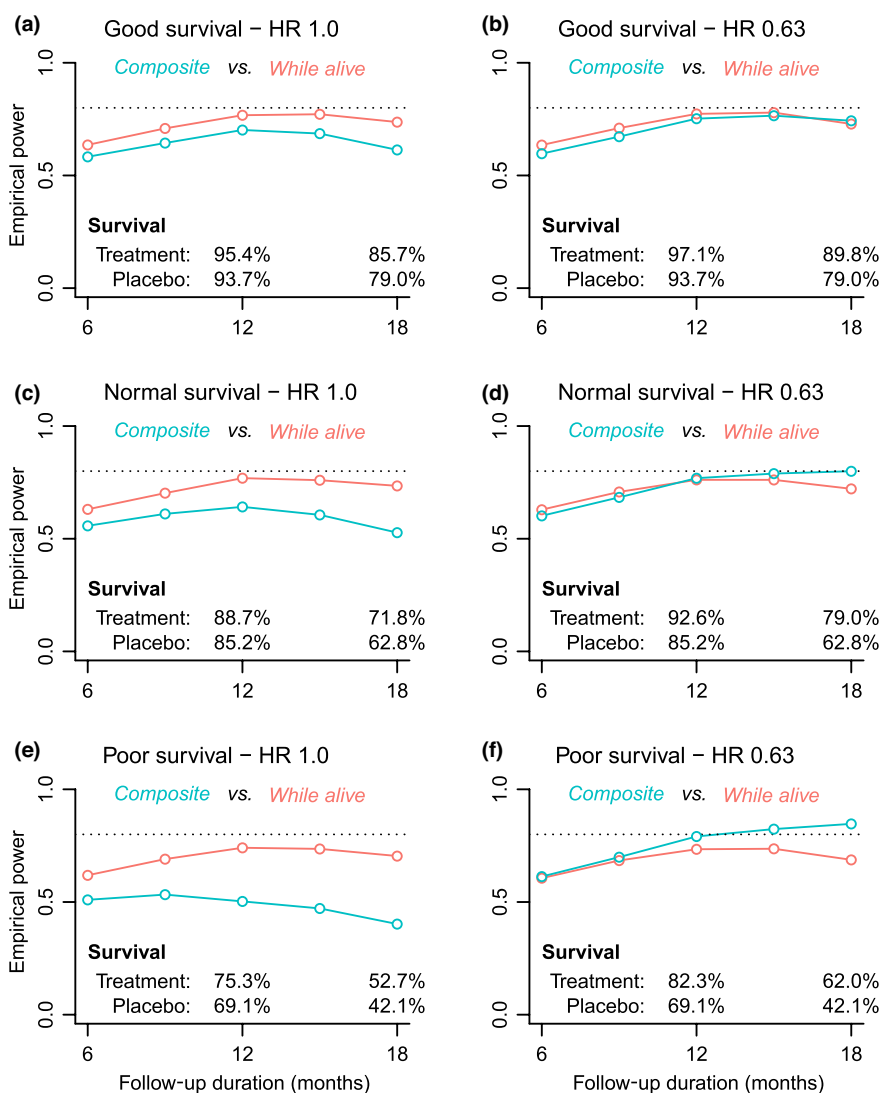 (a) Good survival − HR 1.0
Composite vs. While alive
Empirical power
1.0
0.5
0.0
Survival
Treatment: 95.4% 85.7%
Placebo: 93.7% 79.0%
6 12 18
(b) Good survival − HR 0.63
Composite vs. While alive
1.0
0.5
0.0
Survival
Treatment: 97.1% 89.8%
Placebo: 93.7% 79.0%
6 12 18
(c) Normal survival − HR 1.0
Composite vs. While alive
Empirical power
1.0
0.5
0.0
Survival
Treatment: 88.7% 71.8%
Placebo: 85.2% 62.8%
6 12 18
(d) Normal survival − HR 0.63
Composite vs. While alive
1.0
0.5
0.0
Survival
Treatment: 92.6% 79.0%
Placebo: 85.2% 62.8%
6 12 18
(e) Poor survival − HR 1.0
Composite vs. While alive
Empirical power
1.0
0.5
0.0
Survival
Treatment: 75.3% 52.7%
Placebo: 69.1% 42.1%
6 12 18
Follow-up duration (months)
(f) Poor survival − HR 0.63
Composite vs. While alive
1.0
0.5
0.0
Survival
Treatment: 82.3% 62.0%
Placebo: 69.1% 42.1%
6 12 18
Follow-up duration (months)